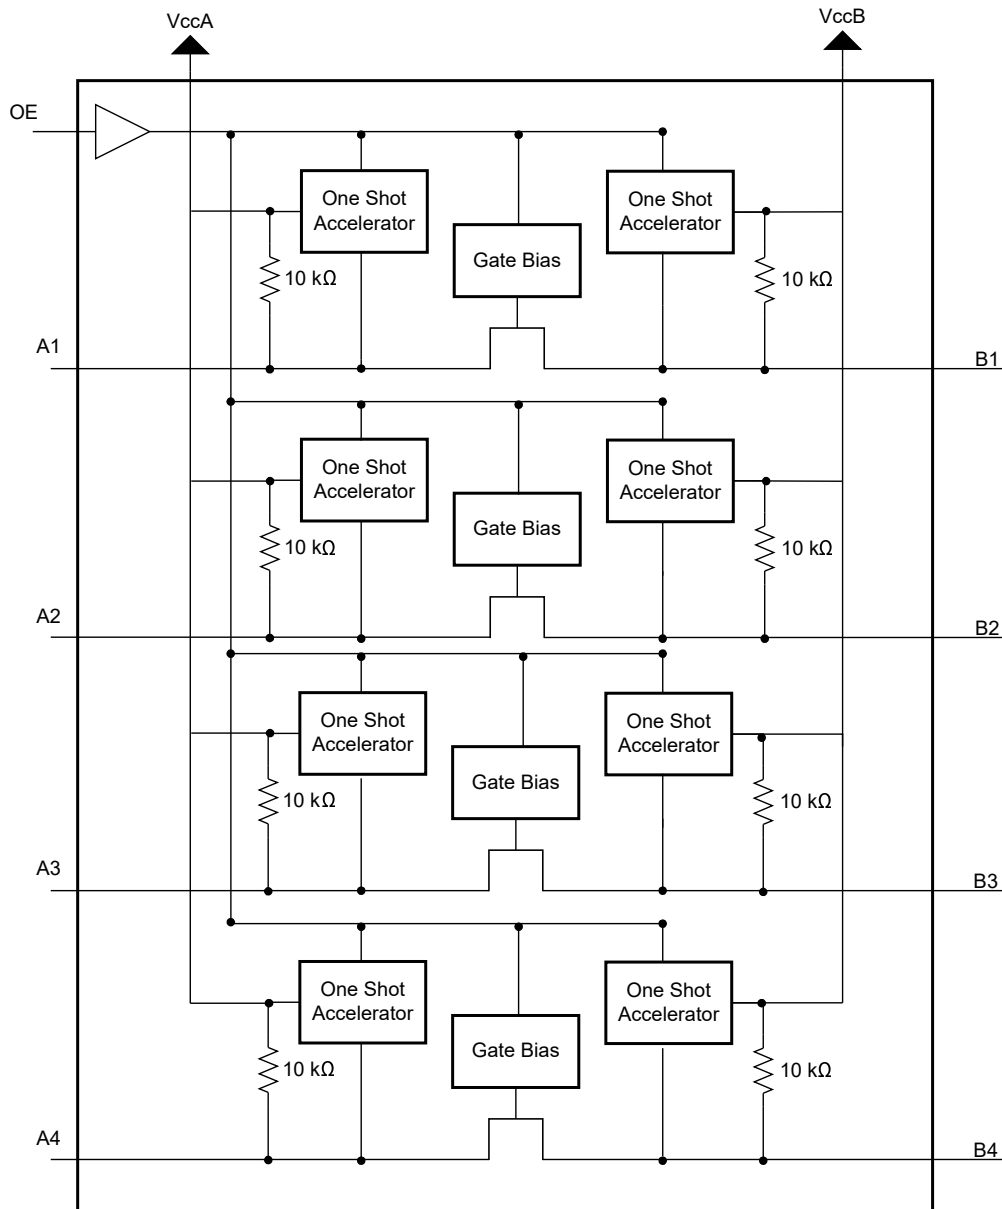 VccA
VccB
OE
One Shot
Accelerator
One Shot
Accelerator
Gate Bias
10 kΩ
10 kΩ
A1
B1
One Shot
Accelerator
One Shot
Accelerator
Gate Bias
10 kΩ
10 kΩ
A2
B2
One Shot
Accelerator
One Shot
Accelerator
Gate Bias
10 kΩ
10 kΩ
A3
B3
One Shot
Accelerator
One Shot
Accelerator
Gate Bias
10 kΩ
10 kΩ
A4
B4